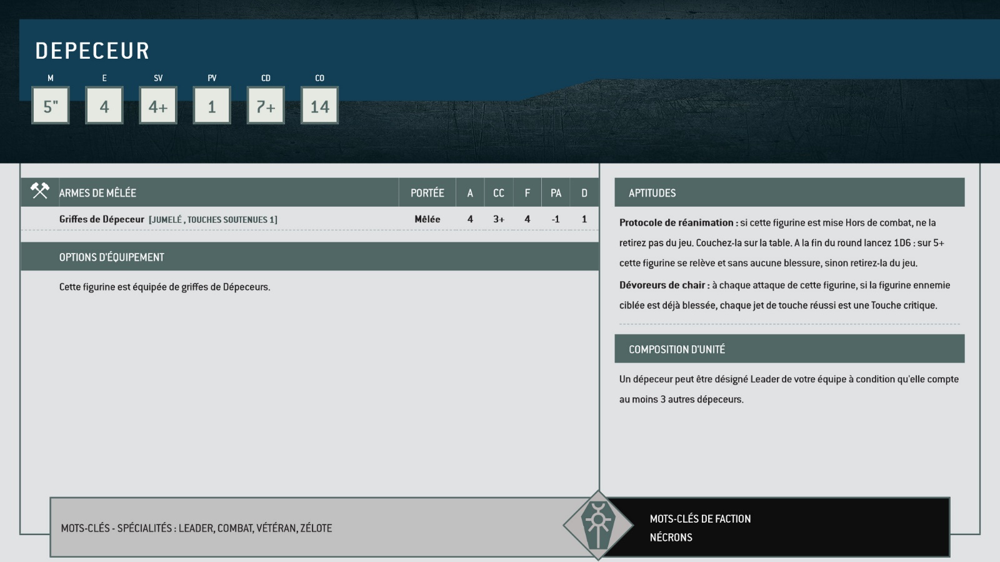 DEPECEUR
M E SV PV CD CO
5" 4 4+ 1 7+ 14
ARMES DE MÊLÉE PORTÉE A CC F PA D
Griffes de Dépeceur [JUMELÉ , TOUCHES SOUTENUES 1] Mêlée 4 3+ 4 -1 1
OPTIONS D'ÉQUIPEMENT
Cette figurine est équipée de griffes de Dépeceurs.
APTITUDES
Protocole de réanimation : si cette figurine est mise Hors de combat, ne la
retirez pas du jeu. Couchez-la sur la table. A la fin du round lancez 1D6 : sur 5+
cette figurine se relève et sans aucune blessure, sinon retirez-la du jeu.
Dévoreurs de chair : à chaque attaque de cette figurine, si la figurine ennemie
ciblée est déjà blessée, chaque jet de touche réussi est une Touche critique.
COMPOSITION D'UNITÉ
Un dépeceur peut être désigné Leader de votre équipe à condition qu'elle compte
au moins 3 autres dépeceurs.
MOTS-CLÉS - SPÉCIALITÉS : LEADER, COMBAT, VÉTÉRAN, ZÉLOTE
MOTS-CLÉS DE FACTION
NÉCRONS